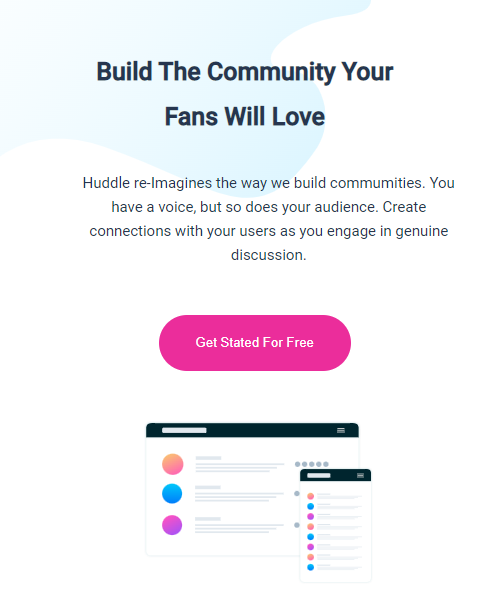 Build The Community Your
Fans Will Love
Huddle re-Imagines the way we build commumities. You
have a voice, but so does your audience. Create
connections with your users as you engage in genuine
discussion.
Get Stated For Free